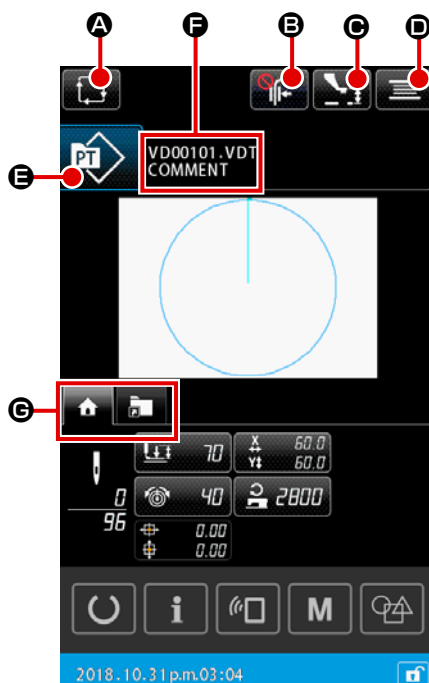 A
F
B
C
D
E
PT
VD00101.VDT
COMMENT
G
70
X
60.0
Y
60.0
0
40
2800
96
0.00
0.00
i
M
2018.10.31 p.m.03:04